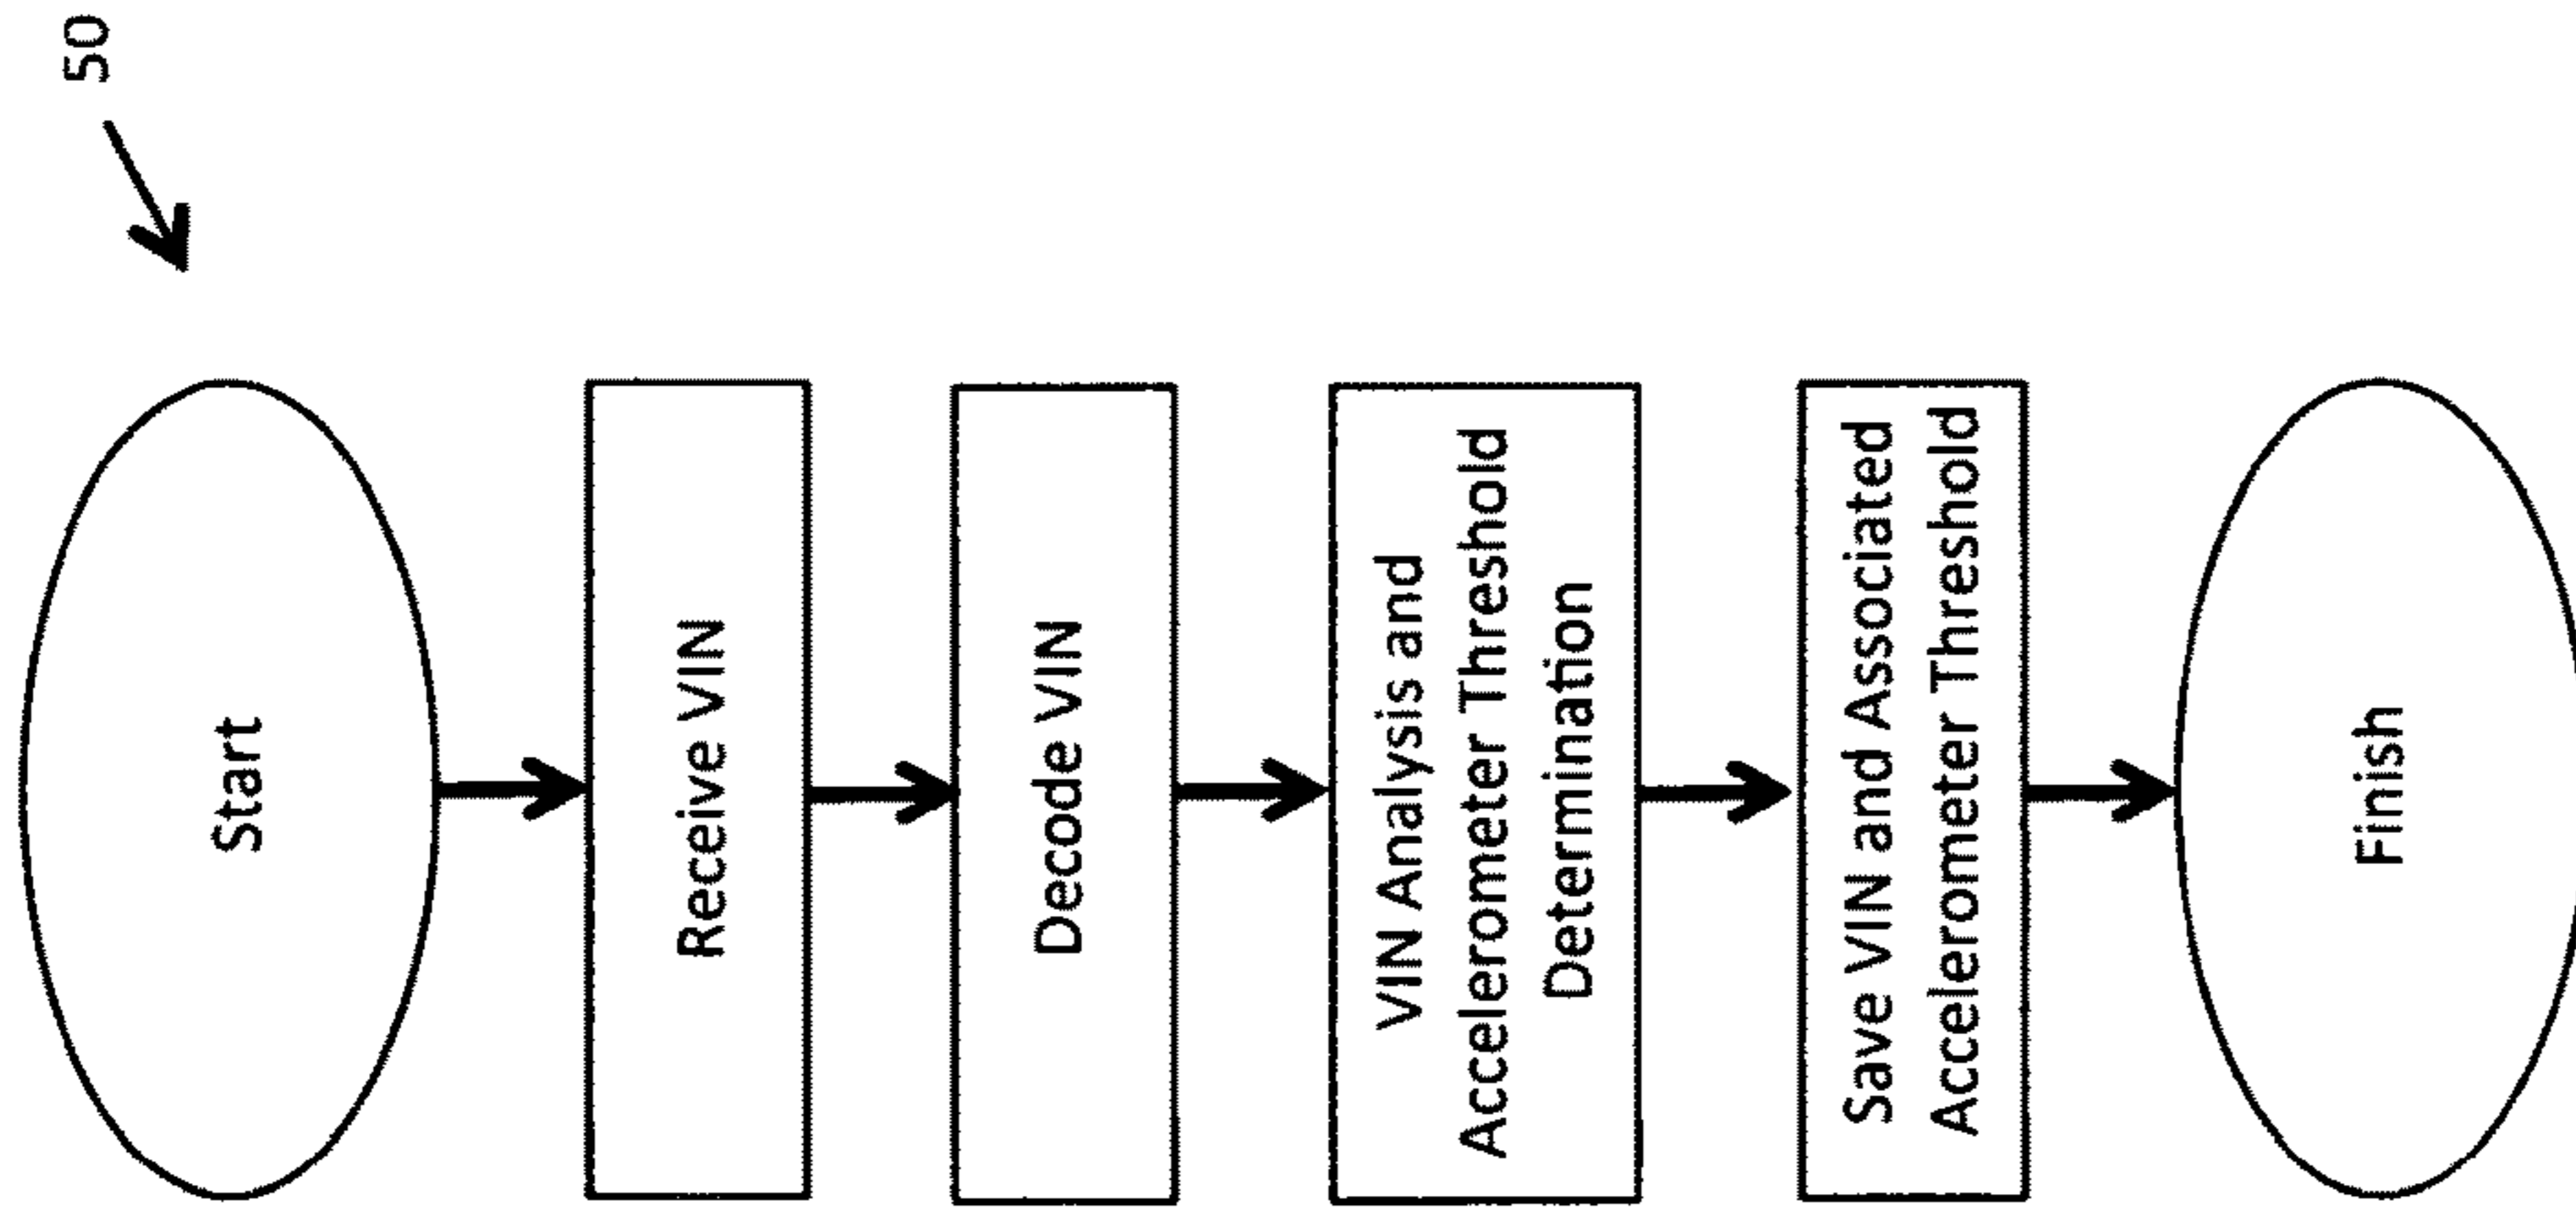 50
Start
Receive VIN
Decode VIN
VIN Analysis and
Accelerometer Threshold
Determination
Save VIN and Associated
Accelerometer Threshold
Finish